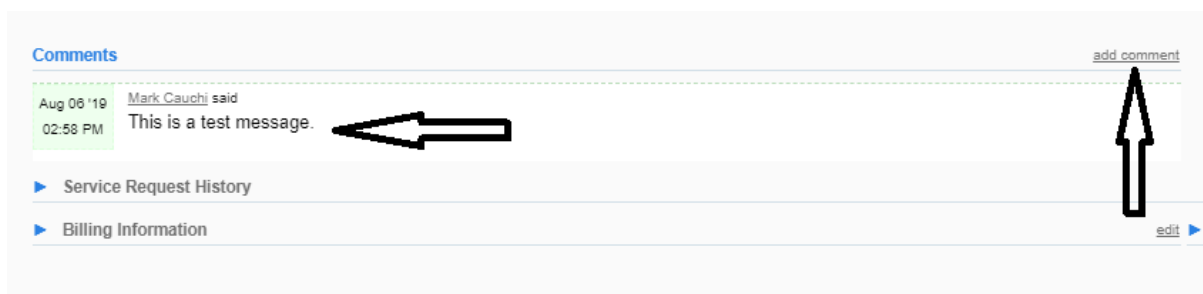 Comments
add comment
Aug 06 '19
02:58 PM
Mark Cauchi said
This is a test message.
Service Request History
Billing Information
edit